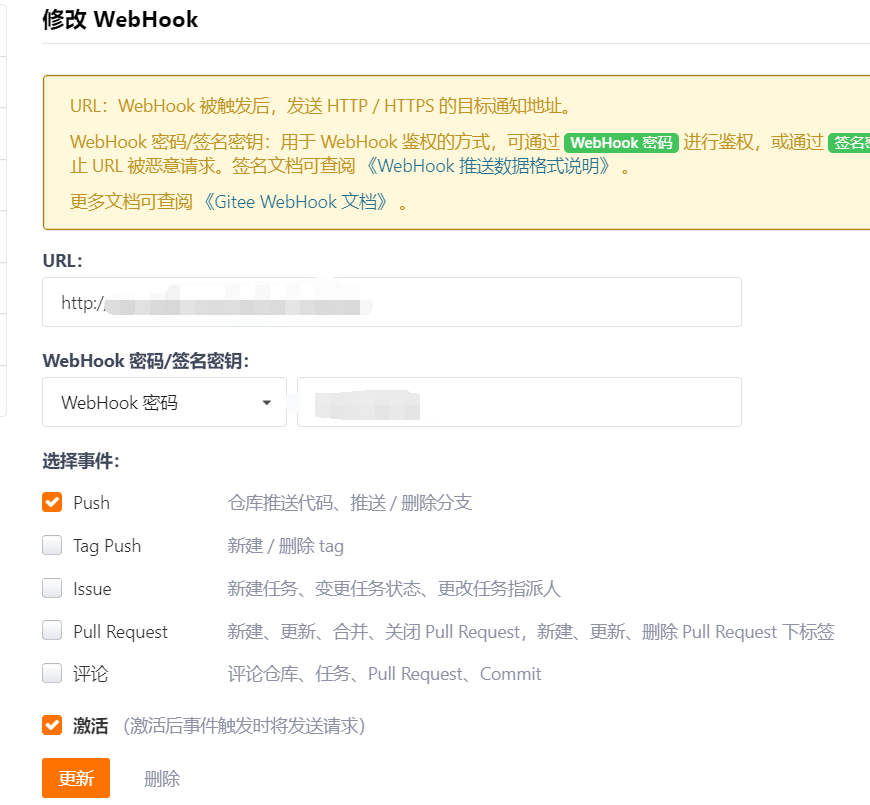 修改 WebHook
URL：WebHook 被触发后，发送 HTTP / HTTPS 的目标通知地址。
WebHook 密码/签名密钥：用于 WebHook 鉴权的方式，可通过 WebHook 密码 进行鉴权，或通过 签名
止 URL 被恶意请求。签名文档可查阅 《WebHook 推送数据格式说明》 。
更多文档可查阅 《Gitee WebHook 文档》 。
URL：
http:/
WebHook 密码/签名密钥：
WebHook 密码
选择事件：
Push 仓库推送代码、推送 / 删除分支
Tag Push 新建 / 删除 tag
Issue 新建任务、变更任务状态、更改任务指派人
Pull Request 新建、更新、合并、关闭 Pull Request，新建、更新、删除 Pull Request 下标签
评论 评论仓库、任务、Pull Request、Commit
激活 （激活后事件触发时将发送请求）
更新 删除